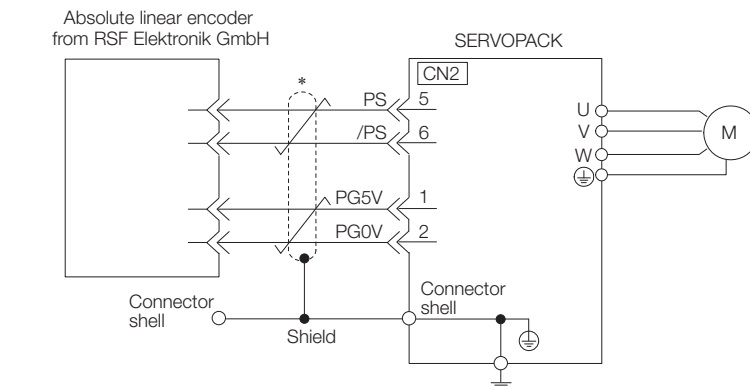 Absolute linear encoder
from RSF Elektronik GmbH
SERVOPACK
CN2
*
PS 5
/PS 6
PG5V 1
PG0V 2
U
V
W
M
Connector
shell
Shield
Connector
shell